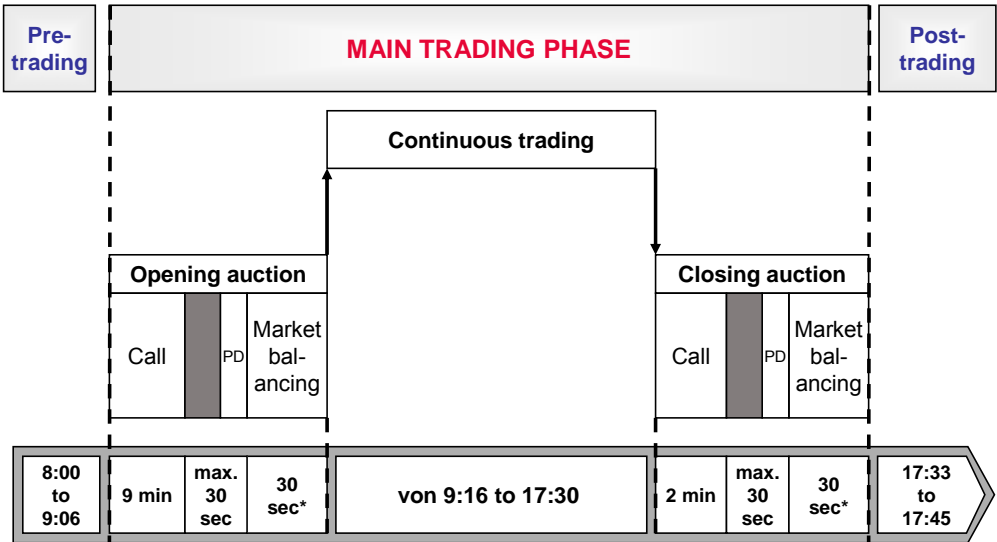 Pre-
trading
MAIN TRADING PHASE
Post-
trading
Continuous trading
Opening auction
Call
PD
Market
bal-
ancing
Closing auction
Call
PD
Market
bal-
ancing
8:00
to
9:06
9 min
max.
30
sec
30
sec*
von 9:16 to 17:30
2 min
max.
30
sec
30
sec*
17:33
to
17:45